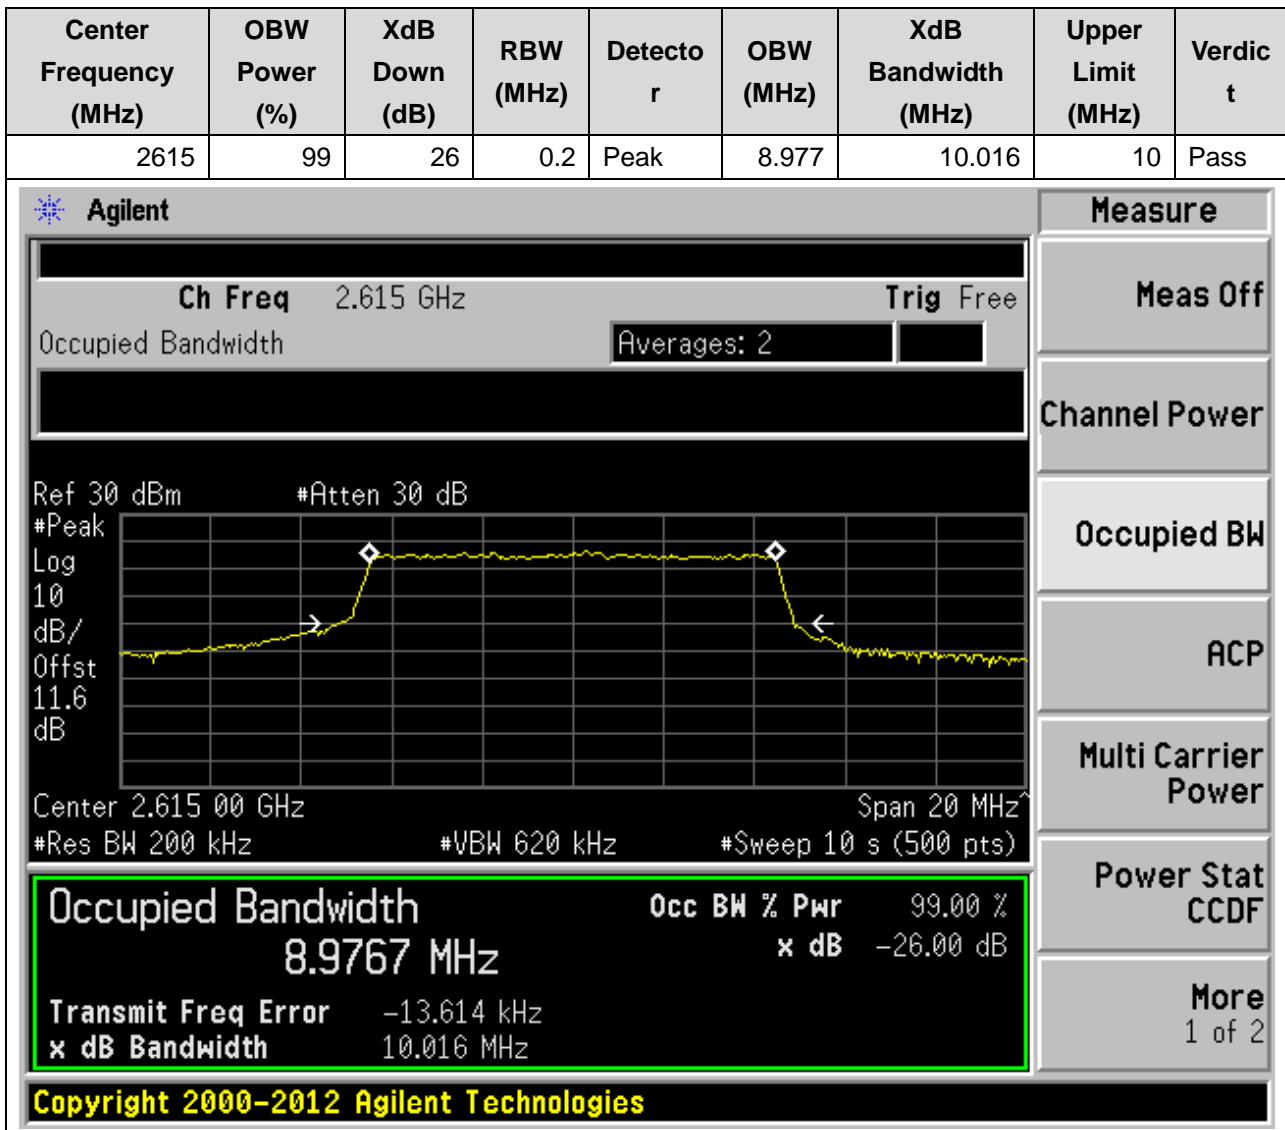 Center Frequency (MHz) OBW Power (%) XdB Down (dB) RBW (MHz) Detecto r OBW (MHz) XdB Bandwidth (MHz) Upper Limit (MHz) Verdic t
2615 99 26 0.2 Peak 8.977 10.016 10 Pass
Agilent
Measure
Ch Freq 2.615 GHz Trig Free
Occupied Bandwidth Averages: 2
Ref 30 dBm #Atten 30 dB
#Peak
Log
10
dB/
Offst
11.6
dB
Center 2.615 00 GHz Span 20 MHz^
#Res BW 200 kHz #VBW 620 kHz #Sweep 10 s (500 pts)
Occupied Bandwidth Occ BW % Pwr 99.00 %
8.9767 MHz x dB -26.00 dB
Transmit Freq Error -13.614 kHz
x dB Bandwidth 10.016 MHz
Meas Off
Channel Power
Occupied BW
ACP
Multi Carrier
Power
Power Stat
CCDF
More
1 of 2
Copyright 2000-2012 Agilent Technologies